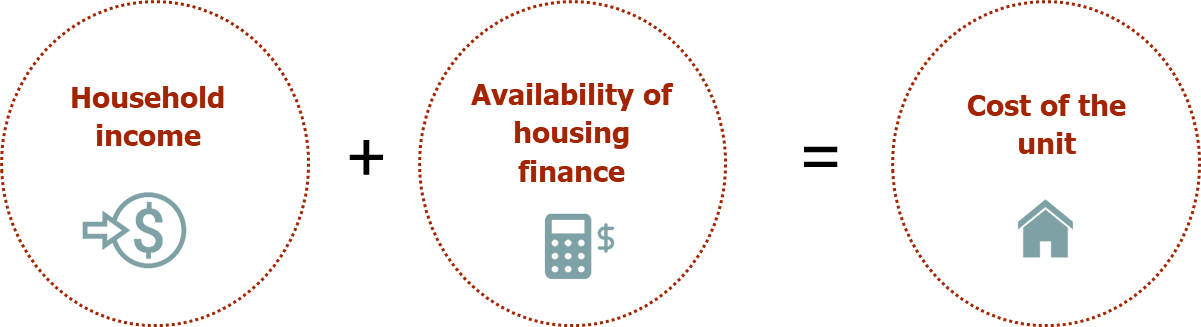 Household
income
+
Availability of
housing
finance
$
=
Cost of the
unit
$